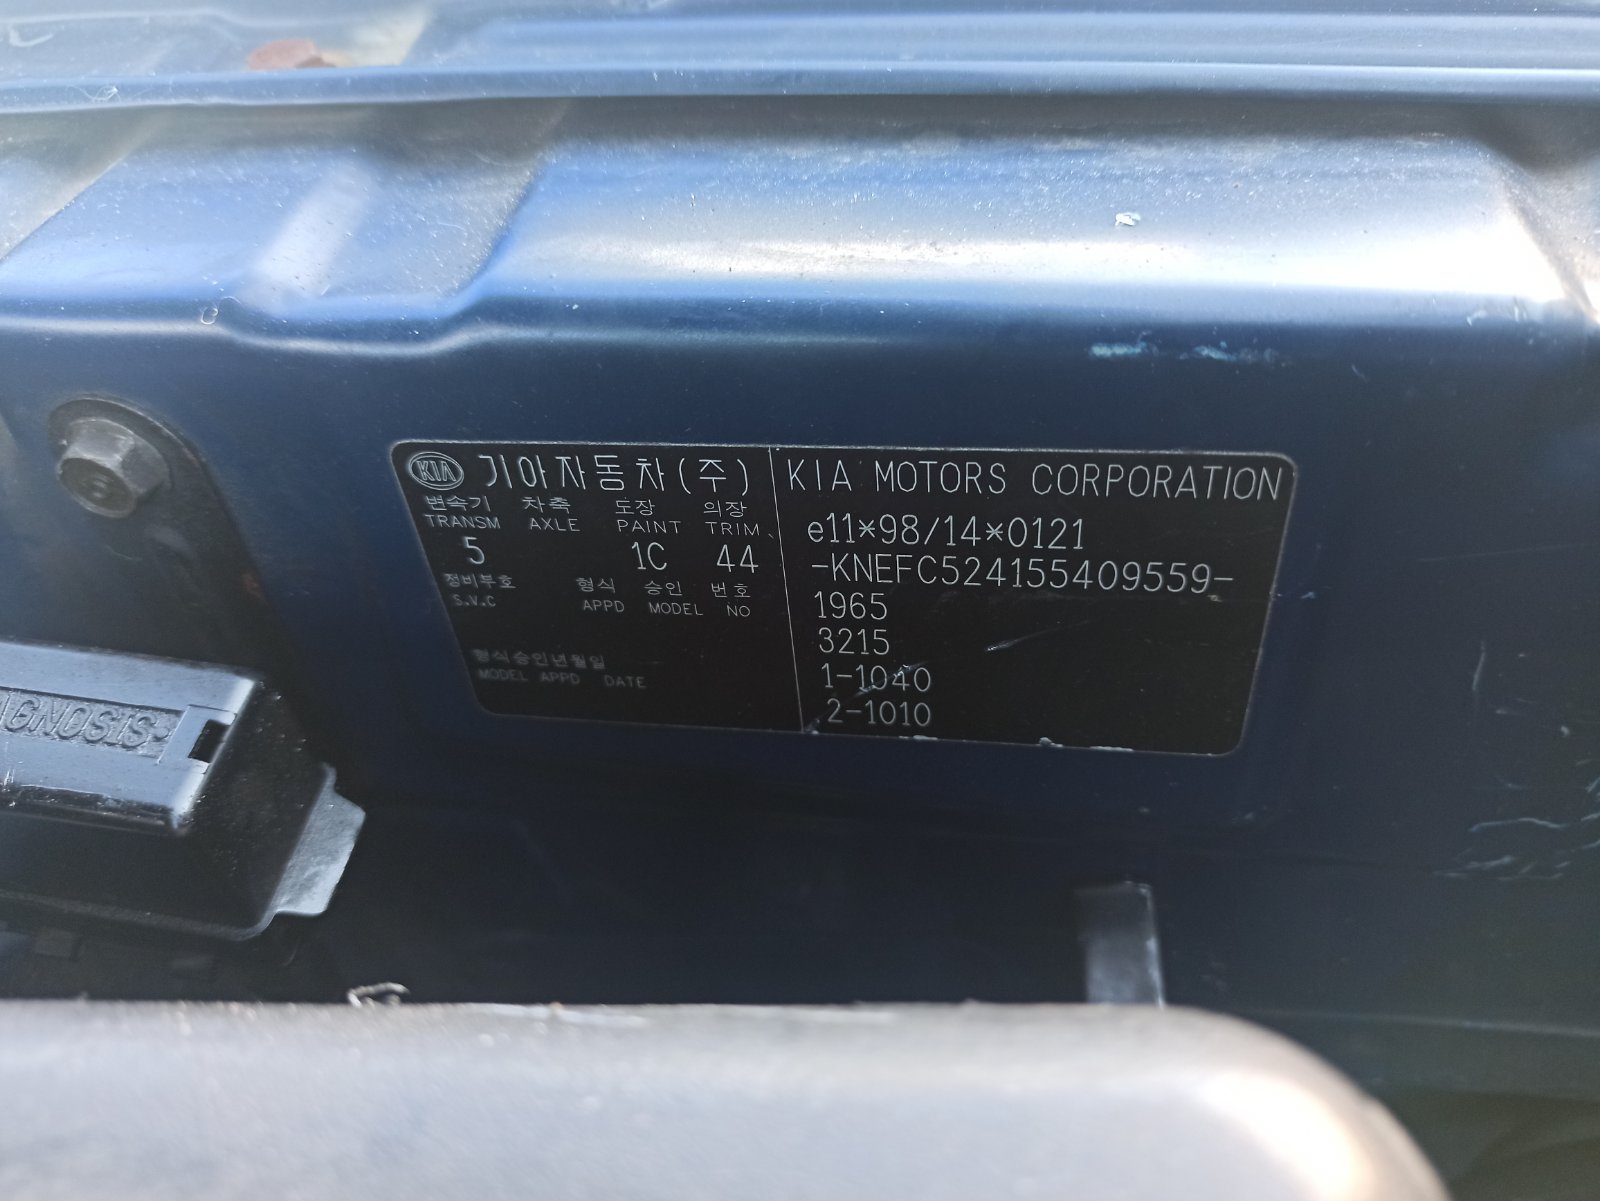 KIA 기아자동차(주)
변속기 차축 도장 의장
TRANSM AXLE PAINT TRIM
5 1C 44
정비부호 형식 승인 번호
S.V.C APPD MODEL NO
형식승인년월일
MODEL APPD DATE
KIA MOTORS CORPORATION
e11*98/14*0121
-KNEFC524155409559-
1965
3215
1-1040
2-1010
AGNOSIS